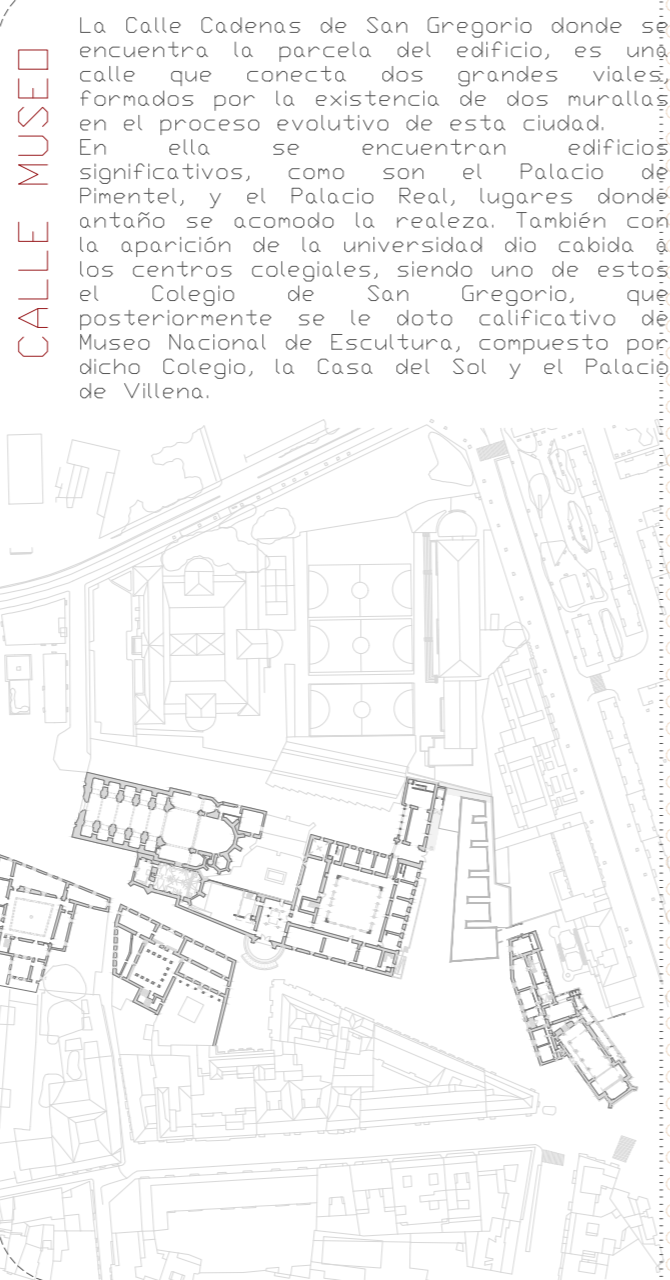 CALLE MUSEO
La Calle Cadenas de San Gregorio donde se
encuentra la parcela del edificio, es una
calle que conecta dos grandes viales,
formados por la existencia de dos murallas
en el proceso evolutivo de esta ciudad.
En ella se encuentran edificios
significativos, como son el Palacio de
Pimentel, y el Palacio Real, lugares donde
antaño se acomodo la realeza. También con
la aparición de la universidad dio cabida a
los centros colegiales, siendo uno de estos
el Colegio de San Gregorio, que
posteriormente se le doto calificativo de
Museo Nacional de Escultura, compuesto por
dicho Colegio, la Casa del Sol y el Palacio
de Villena.